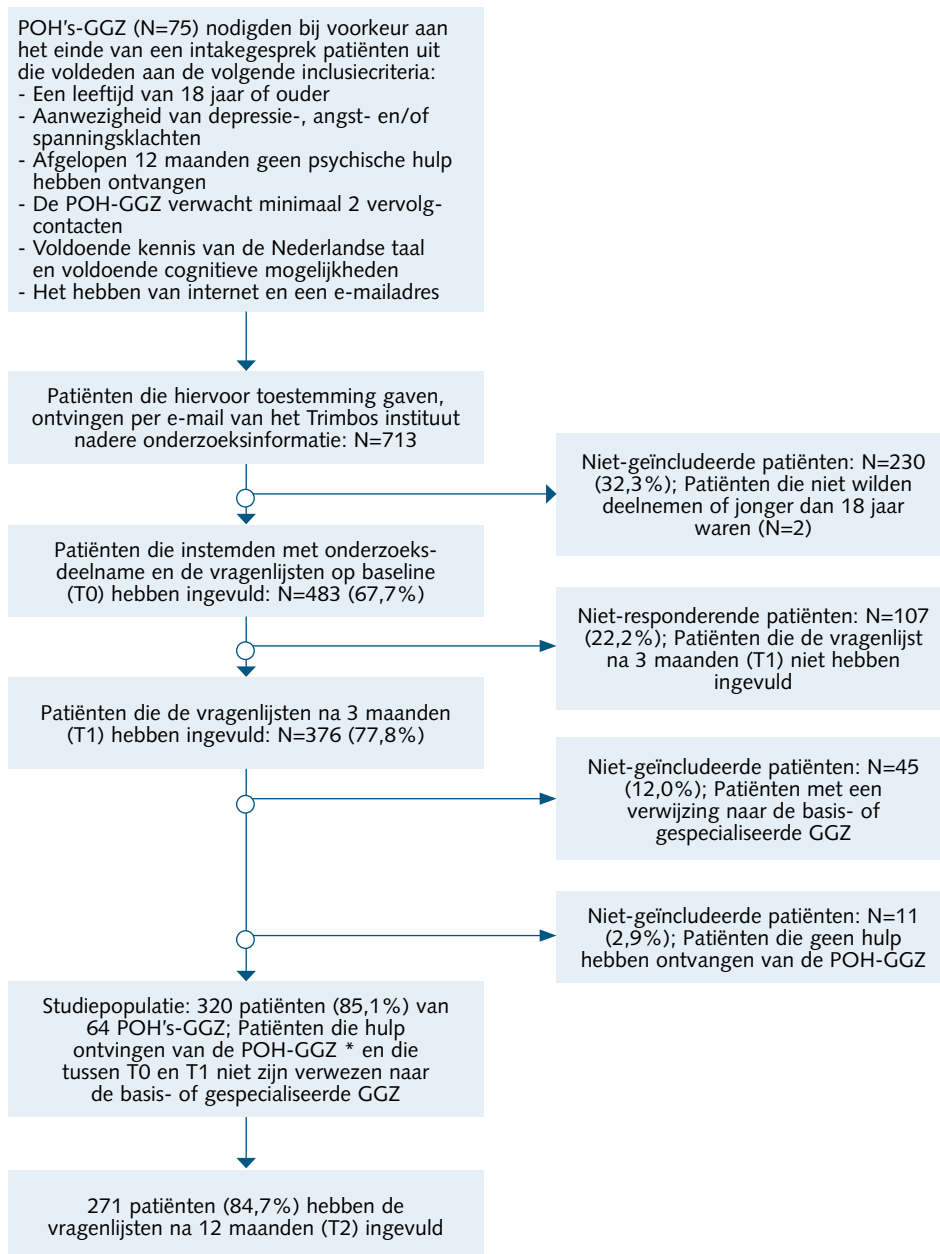 POH's-GGZ (N=75) nodigden bij voorkeur aan
het einde van een intakegesprek patiënten uit
die voldeden aan de volgende inclusiecriteria:
- Een leeftijd van 18 jaar of ouder
- Aanwezigheid van depressie-, angst- en/of
spanningsklachten
- Afgelopen 12 maanden geen psychische hulp
hebben ontvangen
- De POH-GGZ verwacht minimaal 2 vervolg-
contacten
- Voldoende kennis van de Nederlandse taal
en voldoende cognitieve mogelijkheden
- Het hebben van internet en een e-mailadres
Patiënten die hiervoor toestemming gaven,
ontvingen per e-mail van het Trimbos instituut
nadere onderzoeksinformatie: N=713
Niet-geïncludeerde patiënten: N=230
(32,3%); Patiënten die niet wilden
deelnemen of jonger dan 18 jaar
waren (N=2)
Patiënten die instemden met onderzoeks-
deelname en de vragenlijsten op baseline
(T0) hebben ingevuld: N=483 (67,7%)
Niet-responderende patiënten: N=107
(22,2%); Patiënten die de vragenlijst
na 3 maanden (T1) niet hebben
ingevuld
Patiënten die de vragenlijsten na 3 maanden
(T1) hebben ingevuld: N=376 (77,8%)
Niet-geïncludeerde patiënten: N=45
(12,0%); Patiënten met een
verwijzing naar de basis- of
gespecialiseerde GGZ
Niet-geïncludeerde patiënten: N=11
(2,9%); Patiënten die geen hulp
hebben ontvangen van de POH-GGZ
Studiepopulatie: 320 patiënten (85,1%) van
64 POH's-GGZ; Patiënten die hulp
ontvingen van de POH-GGZ * en die
tussen T0 en T1 niet zijn verwezen naar
de basis- of gespecialiseerde GGZ
271 patiënten (84,7%) hebben de
vragenlijsten na 12 maanden (T2) ingevuld